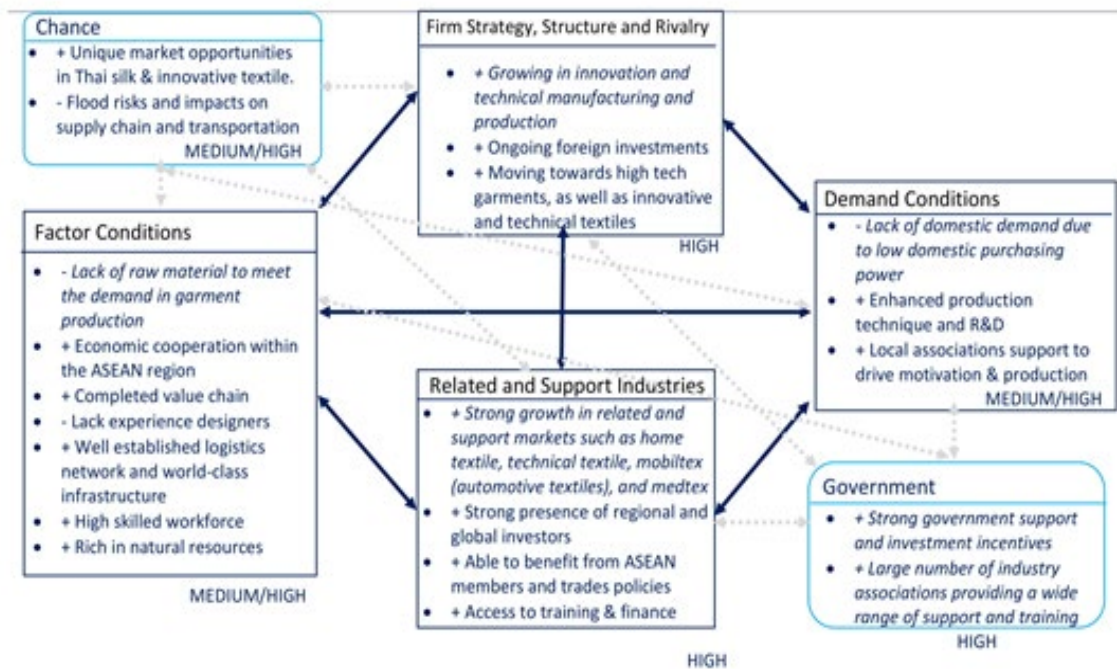 Chance
• + Unique market opportunities
in Thai silk & innovative textile.
• - Flood risks and impacts on
supply chain and transportation
MEDIUM/HIGH
Firm Strategy, Structure and Rivalry
• + Growing in innovation and
technical manufacturing and
production
• + Ongoing foreign investments
• + Moving towards high tech
garments, as well as innovative
and technical textiles
HIGH
Factor Conditions
• - Lack of raw material to meet
the demand in garment
production
• + Economic cooperation within
the ASEAN region
• + Completed value chain
• - Lack experience designers
• + Well established logistics
network and world-class
infrastructure
• + High skilled workforce
• + Rich in natural resources
MEDIUM/HIGH
Demand Conditions
• - Lack of domestic demand due
to low domestic purchasing
power
• + Enhanced production
technique and R&D
• + Local associations support to
drive motivation & production
MEDIUM/HIGH
Related and Support Industries
• + Strong growth in related and
support markets such as home
textile, technical textile, mobiltex
(automotive textiles), and medtex
• + Strong presence of regional and
global investors
• + Able to benefit from ASEAN
members and trades policies
• + Access to training & finance
HIGH
Government
• + Strong government support
and investment incentives
• + Large number of industry
associations providing a wide
range of support and training
HIGH